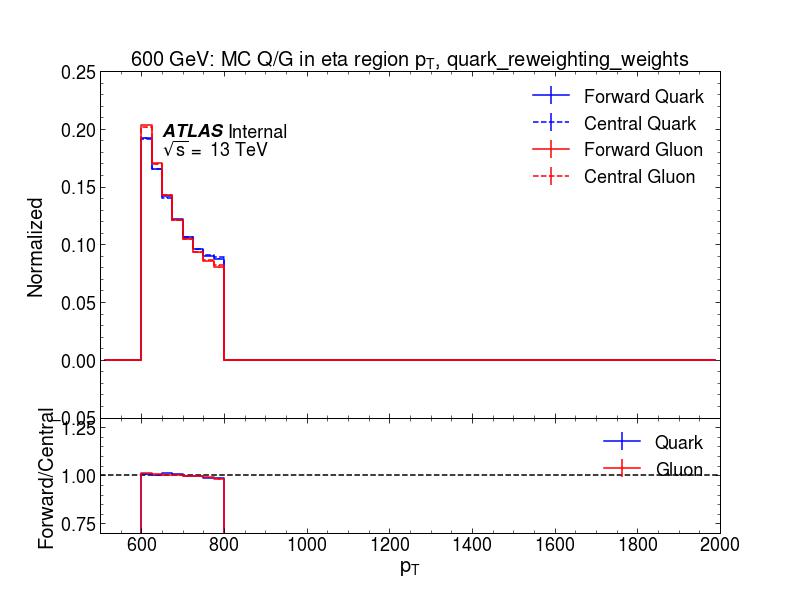 600 GeV: MC Q/G in eta region pT, quark_reweighting_weights
0.25
0.20
0.15
0.10
0.05
0.00
0.05
Normalized
ATLAS Internal
√s = 13 TeV
Forward Quark
Central Quark
Forward Gluon
Central Gluon
1.25
1.00
0.75
Forward/Central
Quark
Gluon
600 800 1000 1200 1400 1600 1800 2000
pT